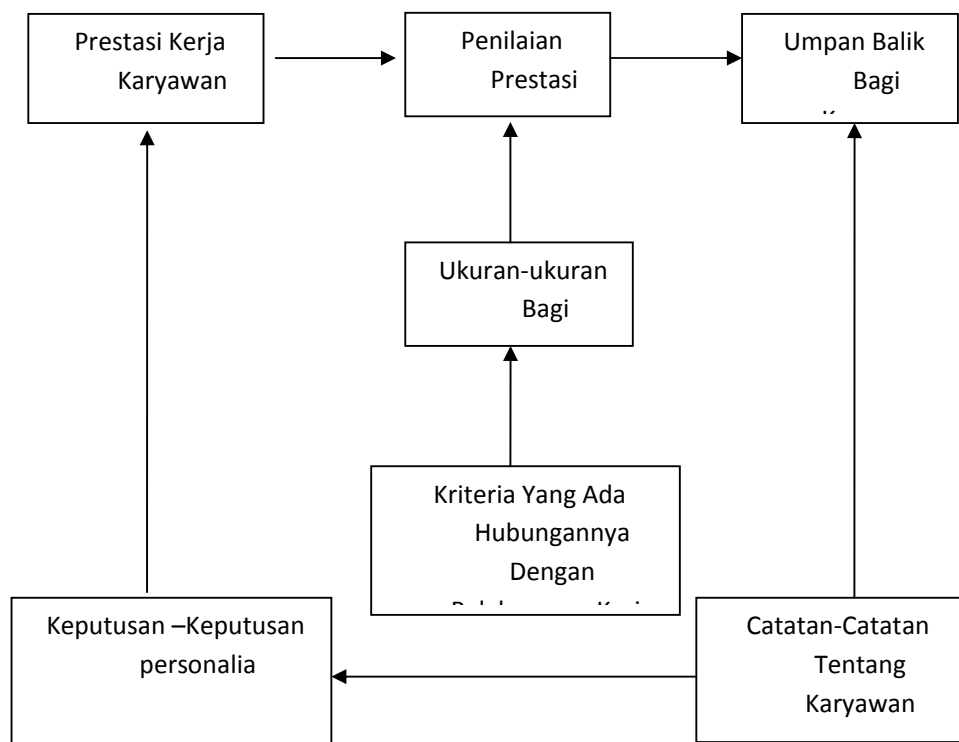 Prestasi Kerja
Karyawan
Penilaian
Prestasi
Umpan Balik
Bagi
Ukuran-ukuran
Bagi
Kriteria Yang Ada
Hubungannya
Dengan
Keputusan –Keputusan
personalia
Catatan-Catatan
Tentang
Karyawan